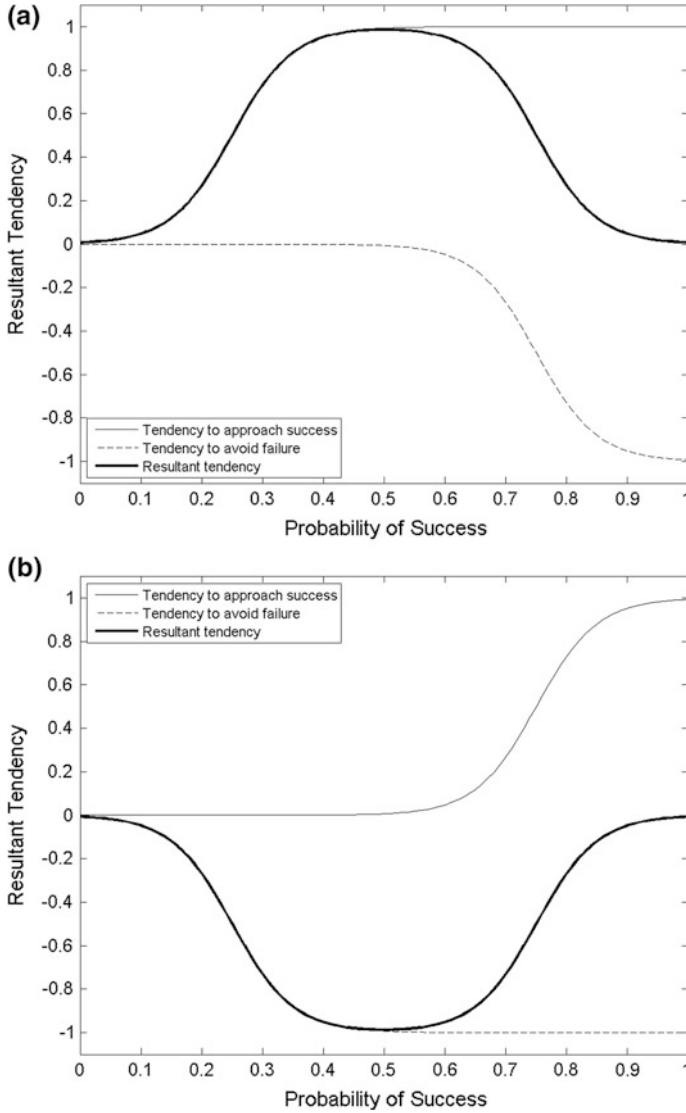 (a)
1
0.8
0.6
0.4
0.2
0
-0.2
-0.4
-0.6
-0.8
-1
Resultant Tendency
Tendency to approach success
Tendency to avoid failure
Resultant tendency
0 0.1 0.2 0.3 0.4 0.5 0.6 0.7 0.8 0.9 1
Probability of Success
(b)
1
0.8
0.6
0.4
0.2
0
-0.2
-0.4
-0.6
-0.8
-1
Resultant Tendency
Tendency to approach success
Tendency to avoid failure
Resultant tendency
0 0.1 0.2 0.3 0.4 0.5 0.6 0.7 0.8 0.9 1
Probability of Success